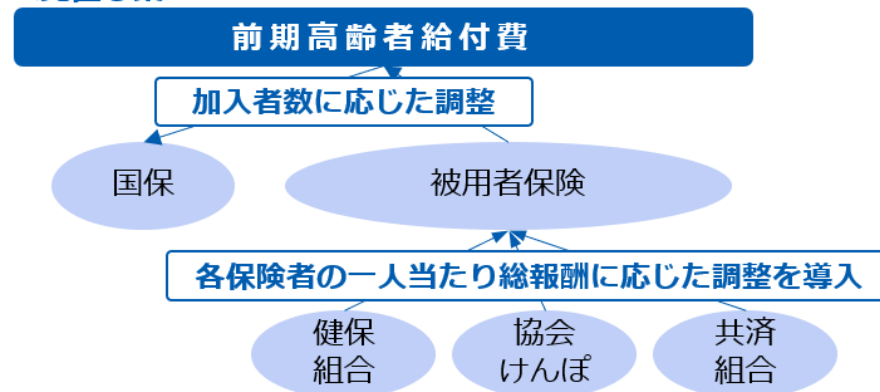 前期高齢者給付費
加入者数に応じた調整
国保
被用者保険
各保険者の一人当たり総報酬に応じた調整を導入
健保
組合
協会
けんぽ
共済
組合